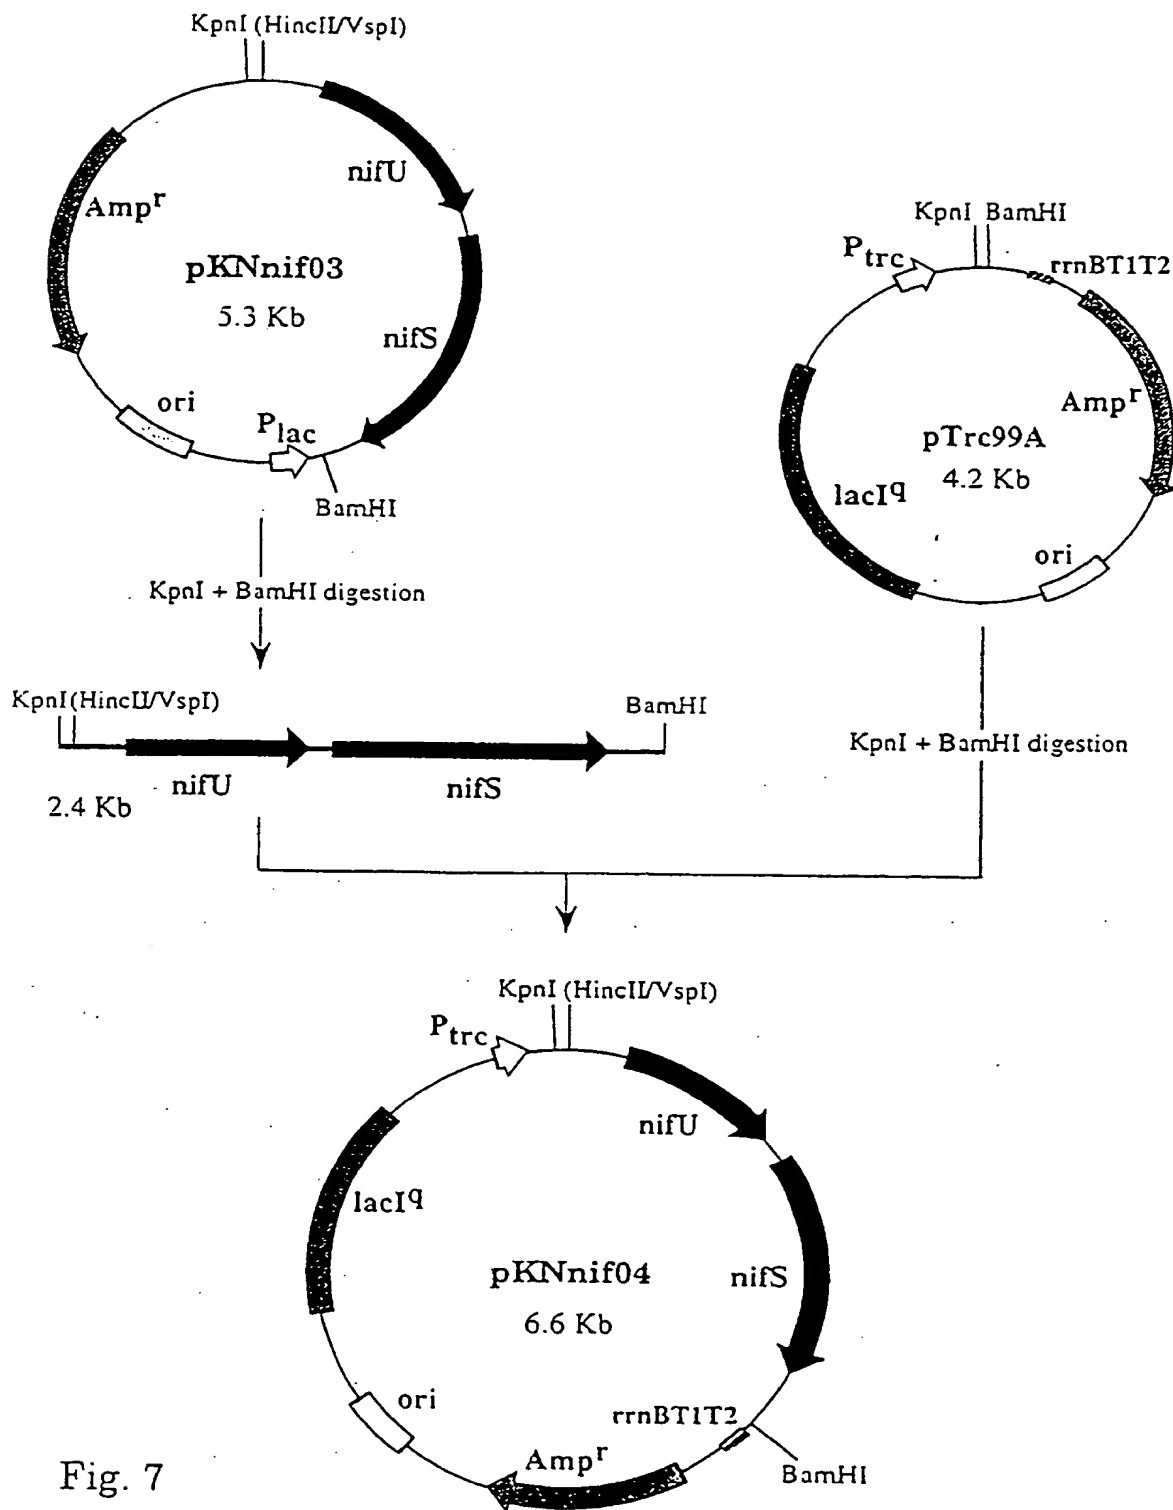 KpnI (HincII/VspI)
nifU
Amp^r
pKNnif03
5.3 Kb
nifS
ori
P_lac
BamHI
KpnI BamHI
P_trc
rrnBT1T2
Amp^r
pTrc99A
4.2 Kb
lacI^q
ori
KpnI + BamHI digestion
KpnI (HincII/VspI)
BamHI
nifU
nifS
2.4 Kb
KpnI + BamHI digestion
KpnI (HincII/VspI)
P_trc
nifU
lacI^q
pKNnif04
6.6 Kb
nifS
ori
rrnBT1T2
Amp^r
BamHI
Fig. 7